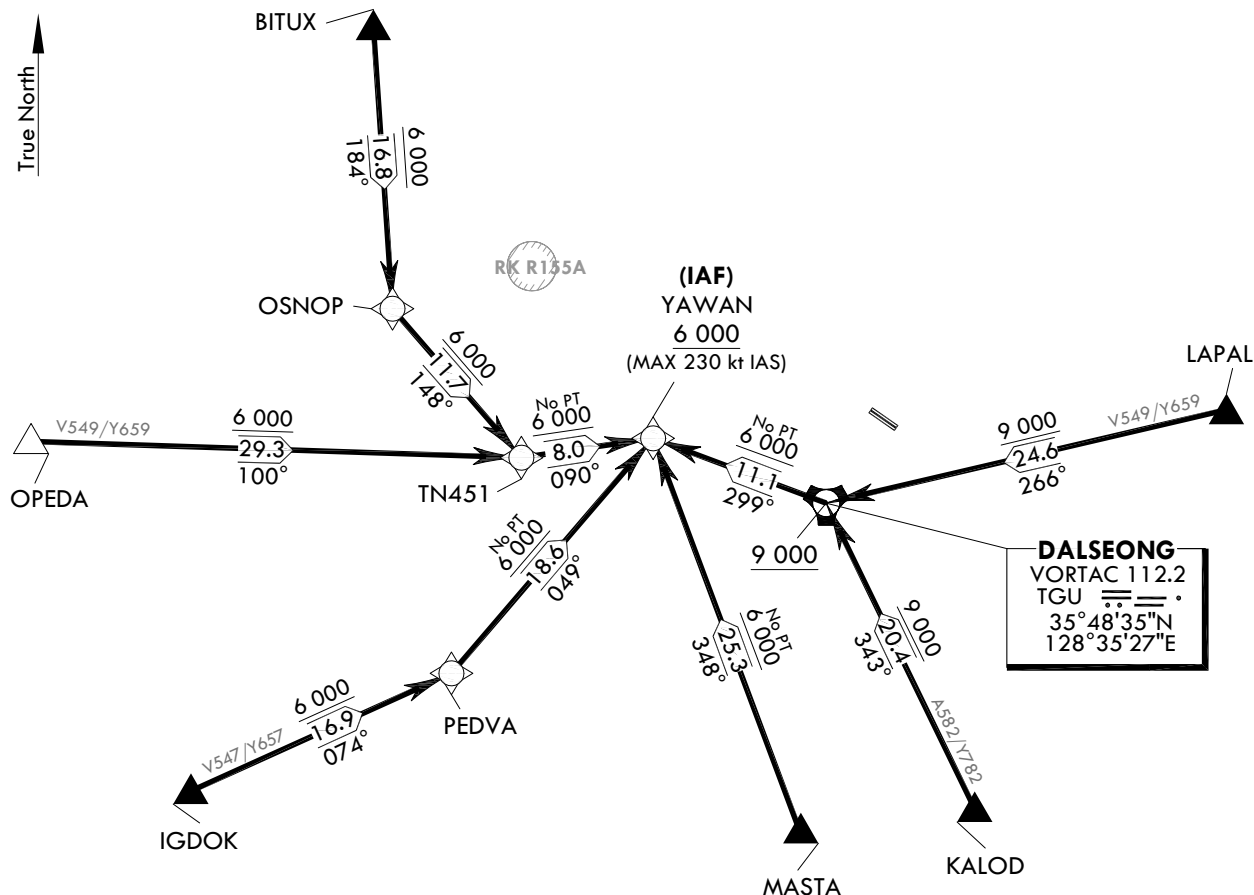 True North
BITUX
6 000
16.8
184°
RK R155A
OSNOP
6 000
11.7
148°
(IAF)
YAWAN
6 000
(MAX 230 kt IAS)
LAPAL
V549/Y659
9 000
24.6
266°
V549/Y659
6 000
29.3
100°
OPEDA
No PT
6 000
8.0
090°
TN451
No PT
6 000
11.1
299°
9 000
DALSEONG
VORTAC 112.2
TGU
35°48'35"N
128°35'27"E
No PT
6 000
18.6
049°
No PT
6 000
25.3
348°
9 000
20.4
343°
A582/Y782
PEDVA
V547/Y657
6 000
16.9
074°
IGDOK
MASTA
KALOD